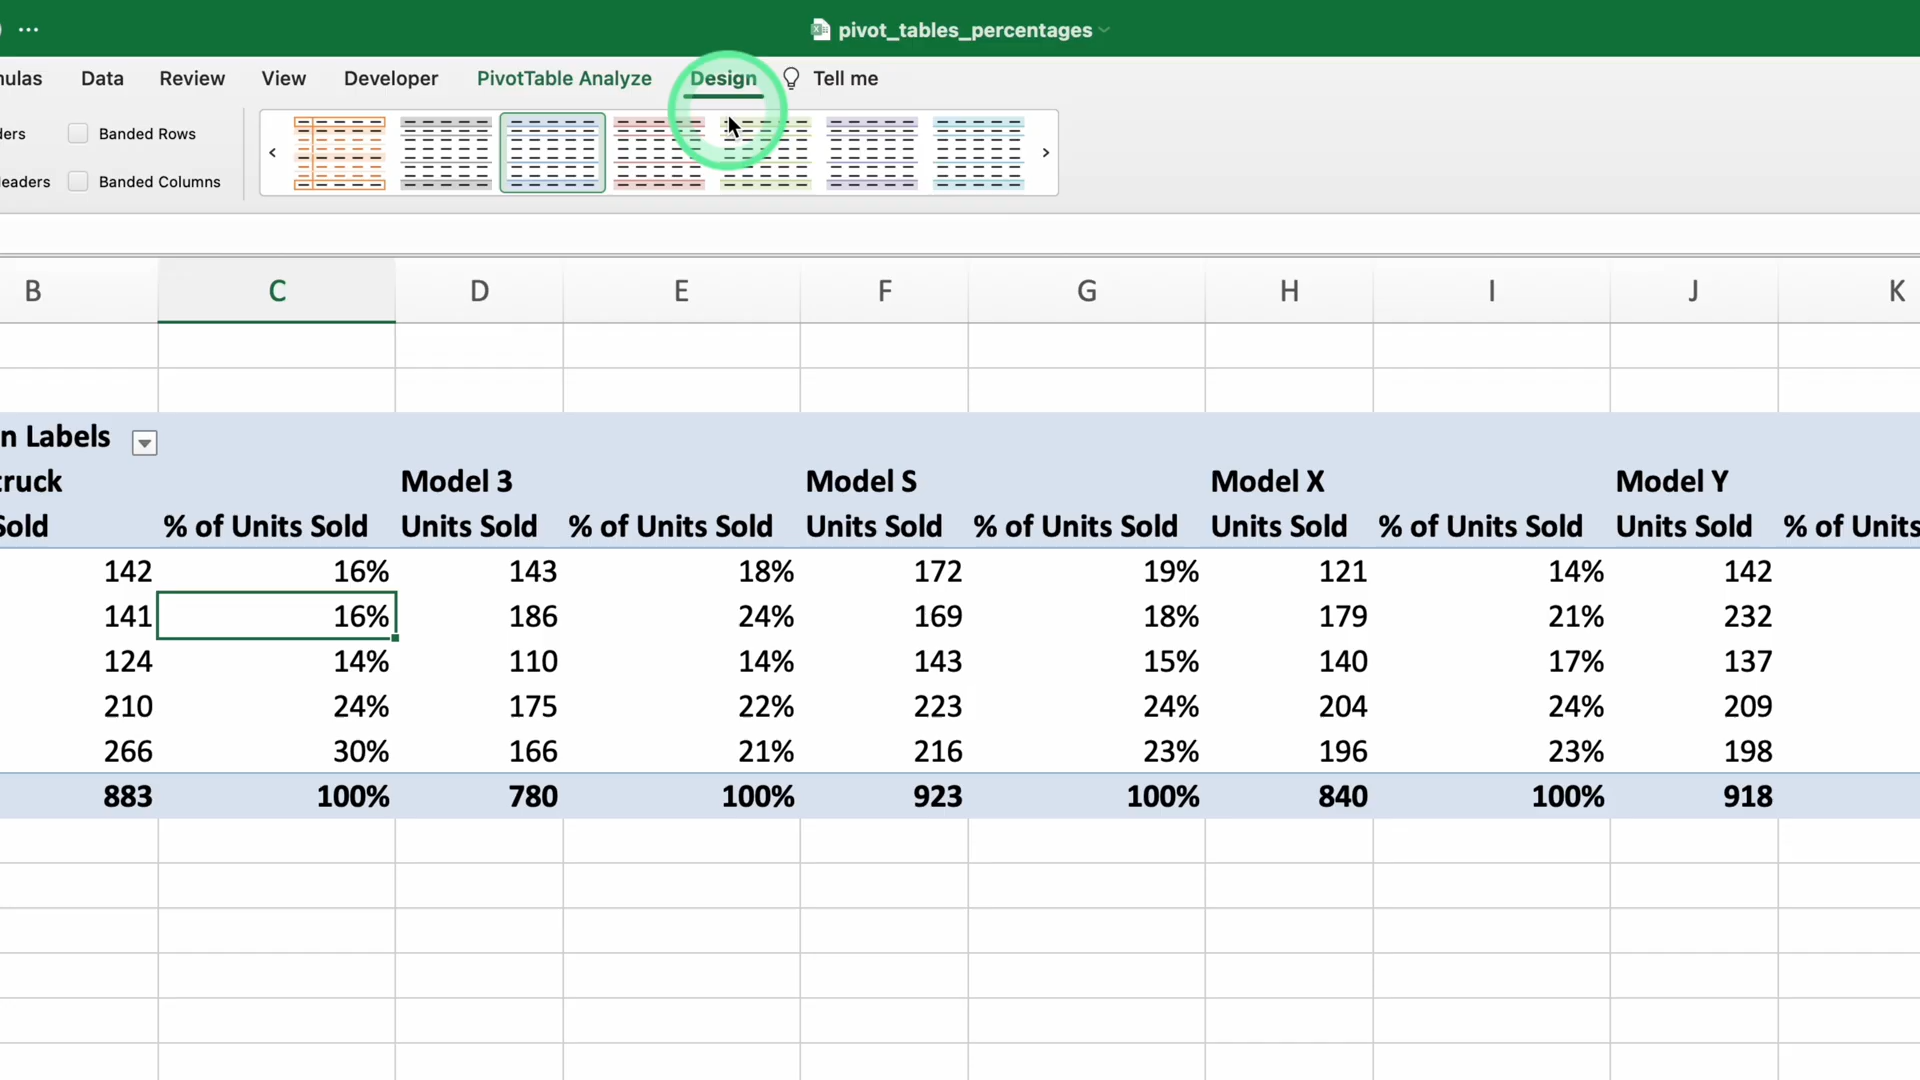 pivot_tables_percentages
Data Review View Developer PivotTable Analyze Design Tell me
Banded Rows
Banded Columns
B C D E F G H I J K
Labels
Model 3 Model S Model X Model Y
Sold % of Units Sold Units Sold % of Units Sold Units Sold % of Units Sold Units Sold % of Units Sold Units Sold % of Units
142 16% 143 18% 172 19% 121 14% 142
141 16% 186 24% 169 18% 179 21% 232
124 14% 110 14% 143 15% 140 17% 137
210 24% 175 22% 223 24% 204 24% 209
266 30% 166 21% 216 23% 196 23% 198
883 100% 780 100% 923 100% 840 100% 918